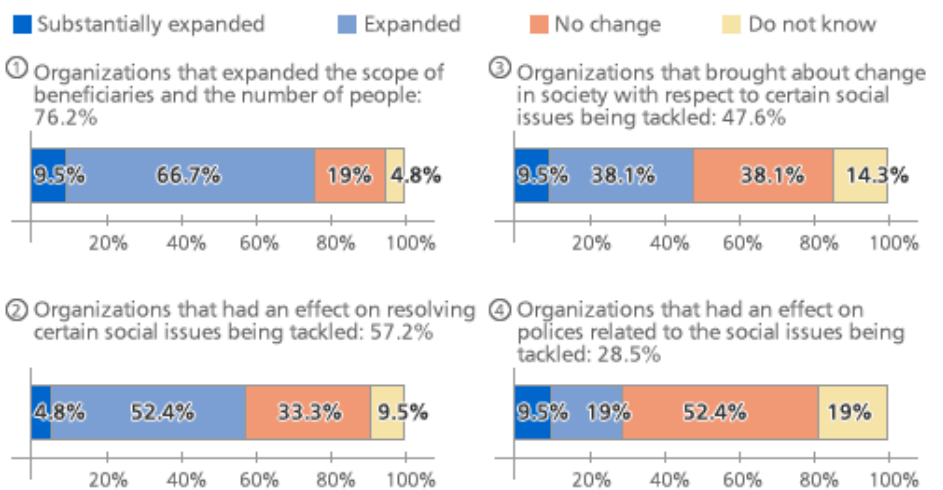 Substantially expanded Expanded No change Do not know
① Organizations that expanded the scope of
beneficiaries and the number of people:
76.2%
9.5% 66.7% 19% 4.8%
20% 40% 60% 80% 100%
③ Organizations that brought about change
in society with respect to certain social
issues being tackled: 47.6%
9.5% 38.1% 38.1% 14.3%
20% 40% 60% 80% 100%
② Organizations that had an effect on resolving
certain social issues being tackled: 57.2%
4.8% 52.4% 33.3% 9.5%
20% 40% 60% 80% 100%
④ Organizations that had an effect on
polices related to the social issues being
tackled: 28.5%
9.5% 19% 52.4% 19%
20% 40% 60% 80% 100%